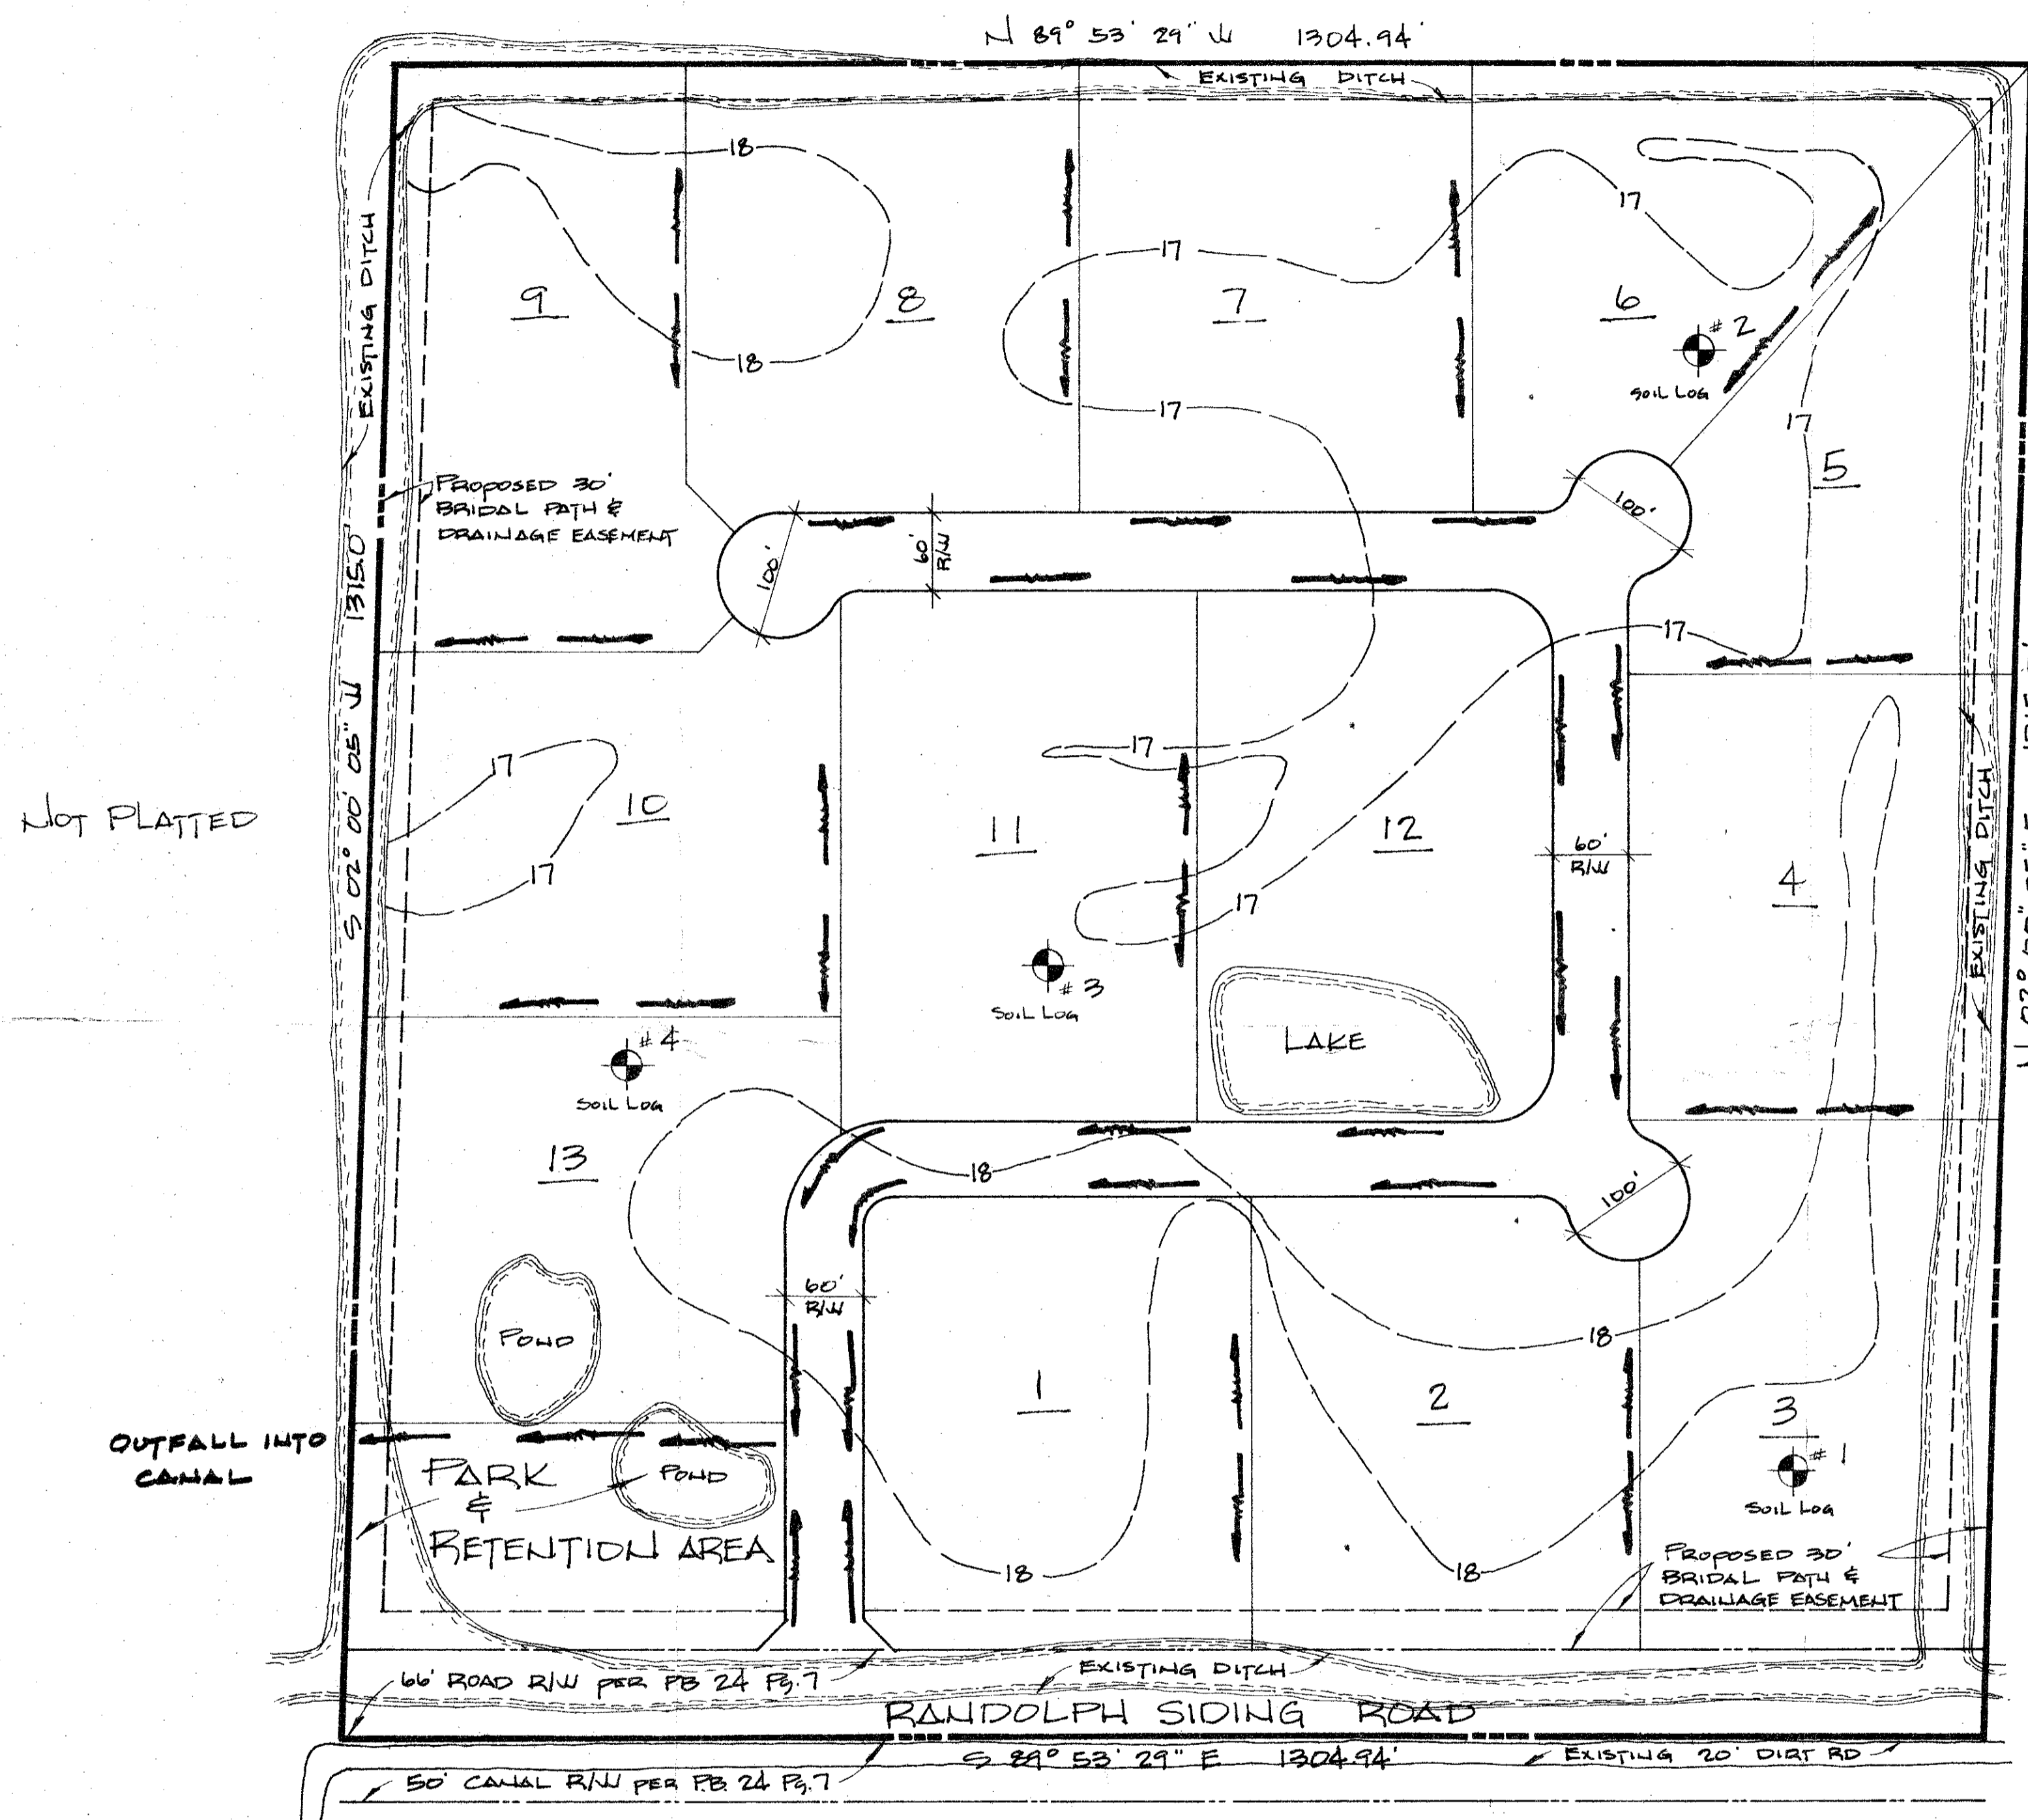 N 89° 53' 29" W 1304.94'
EXISTING DITCH
18
17
17
EXISTING DITCH
9
8
7
6
# 2
SOIL LOG
18
17
17
5
PROPOSED 30'
BRIDAL PATH &
DRAINAGE EASEMENT
100'
60'
R/W
100'
S 02° 00' 05" W 1315.0'
17
NOT PLATTED
17
10
17
17
11
12
60'
R/W
4
EXISTING DITCH
17
# 3
SOIL LOG
LAKE
# 4
SOIL LOG
13
18
100'
60'
R/W
POND
18
1
2
3
# 1
SOIL LOG
OUTFALL INTO
CANAL
PARK
&
RETENTION AREA
POND
18
18
PROPOSED 30'
BRIDAL PATH &
DRAINAGE EASEMENT
66' ROAD R/W PER PB 24 PG. 7
EXISTING DITCH
RANDOLPH SIDING ROAD
S 89° 53' 29" E 1304.94'
EXISTING 20' DIRT RD
50' CANAL R/W PER P.B. 24 PG. 7